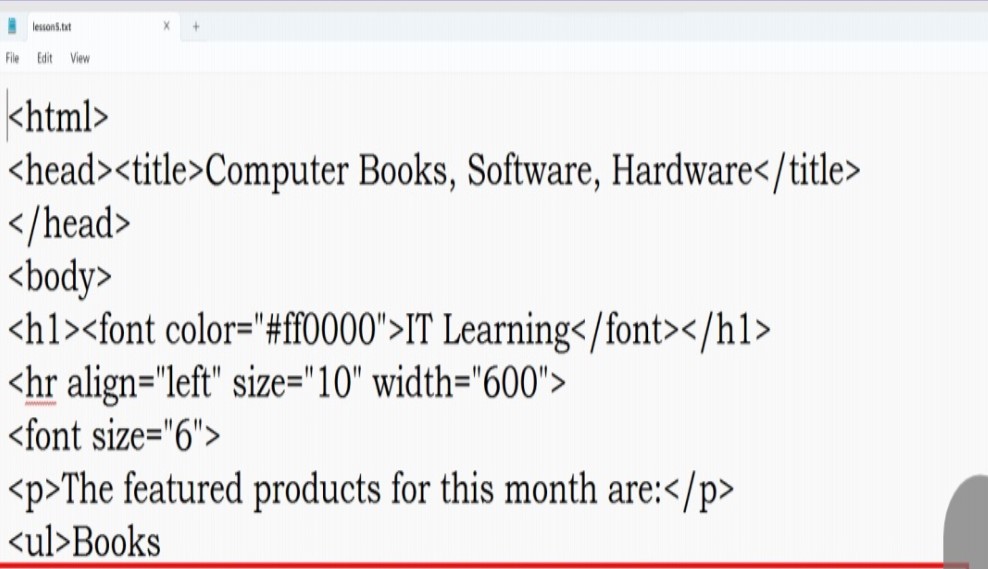 lesson5.txt × +
File Edit View
<html>
<head><title>Computer Books, Software, Hardware</title>
</head>
<body>
<h1><font color="#ff0000">IT Learning</font></h1>
<hr align="left" size="10" width="600">
<font size="6">
<p>The featured products for this month are:</p>
<ul>Books